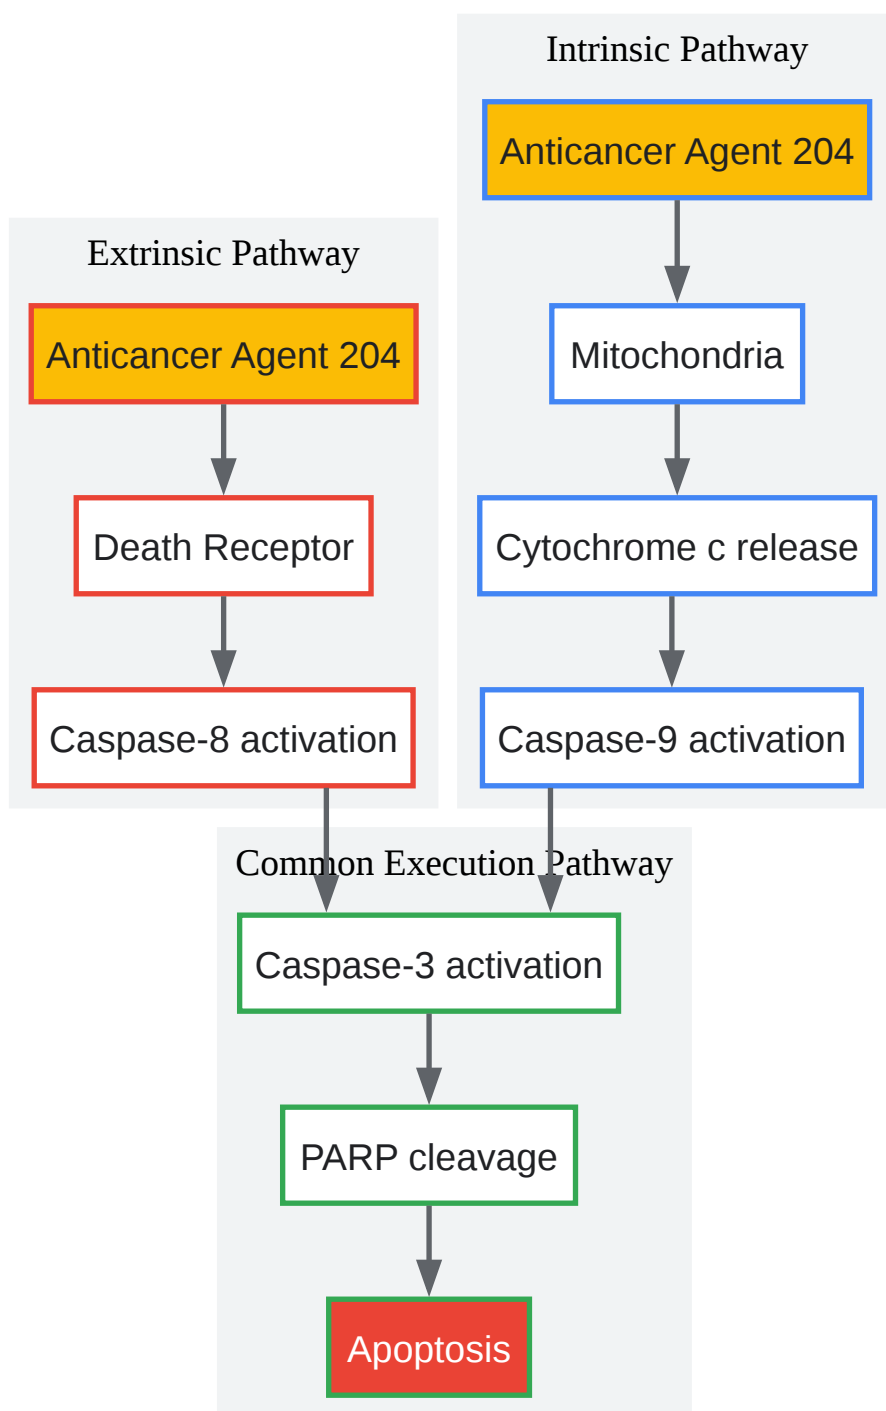 Intrinsic Pathway
Anticancer Agent 204
Mitochondria
Cytochrome c release
Caspase-9 activation
Extrinsic Pathway
Anticancer Agent 204
Death Receptor
Caspase-8 activation
Common Execution Pathway
Caspase-3 activation
PARP cleavage
Apoptosis